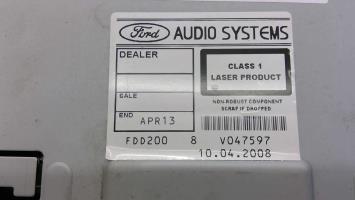 Ford AUDIO SYSTEMS
DEALER
CLASS 1
LASER PRODUCT
SALE
NON-ROBUST COMPONENT
SCRAP IF DROPPED
END APR13
FDD200 8 V047597
10.04.2008